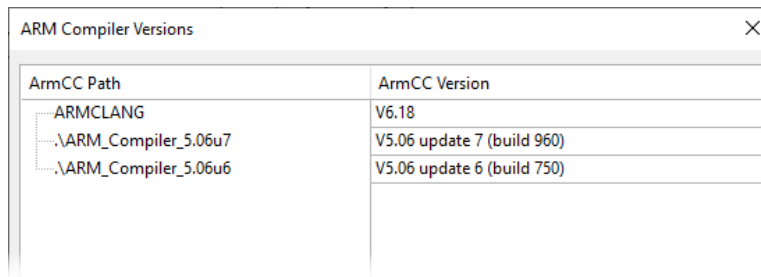 ARM Compiler Versions
ArmCC Path ArmCC Version
ARMCLANG V6.18
.\ARM_Compiler_5.06u7 V5.06 update 7 (build 960)
.\ARM_Compiler_5.06u6 V5.06 update 6 (build 750)